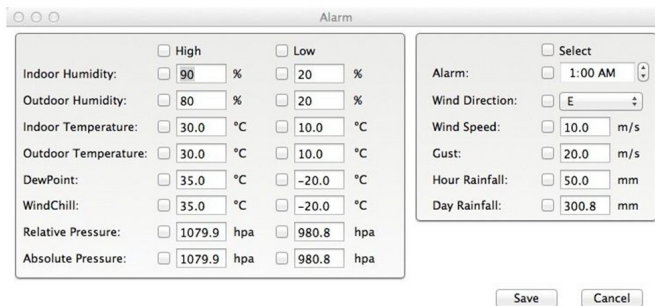 Alarm
High Low
Indoor Humidity: 90 % 20 %
Outdoor Humidity: 80 % 20 %
Indoor Temperature: 30.0 °C 10.0 °C
Outdoor Temperature: 30.0 °C 10.0 °C
DewPoint: 35.0 °C -20.0 °C
WindChill: 35.0 °C -20.0 °C
Relative Pressure: 1079.9 hpa 980.8 hpa
Absolute Pressure: 1079.9 hpa 980.8 hpa
Select
Alarm: 1:00 AM
Wind Direction: E
Wind Speed: 10.0 m/s
Gust: 20.0 m/s
Hour Rainfall: 50.0 mm
Day Rainfall: 300.8 mm
Save Cancel